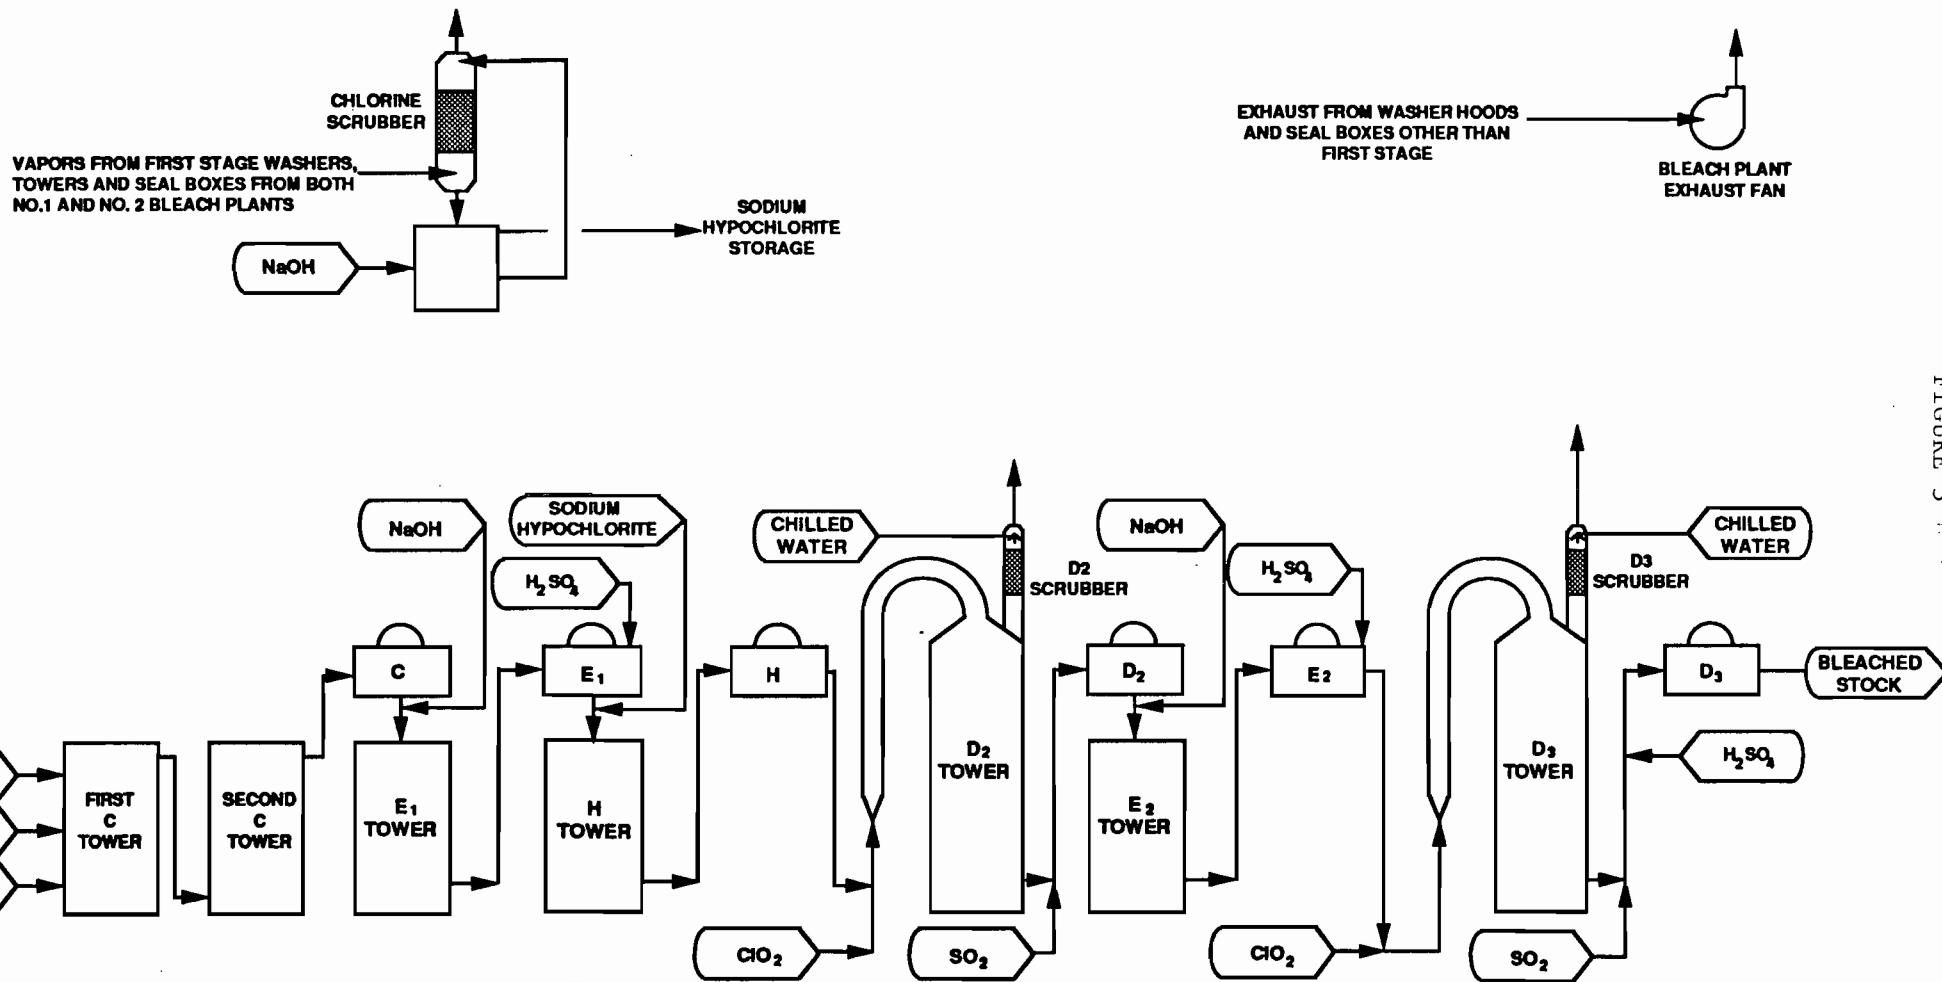 CHLORINE
SCRUBBER
VAPORS FROM FIRST STAGE WASHERS,
TOWERS AND SEAL BOXES FROM BOTH
NO.1 AND NO. 2 BLEACH PLANTS
NaOH
SODIUM
HYPOCHLORITE
STORAGE
EXHAUST FROM WASHER HOODS
AND SEAL BOXES OTHER THAN
FIRST STAGE
BLEACH PLANT
EXHAUST FAN
NaOH
SODIUM
HYPOCHLORITE
H₂SO₄
CHILLED
WATER
D2
SCRUBBER
NaOH
H₂SO₄
D3
SCRUBBER
CHILLED
WATER
C
E₁
H
D₂
E₂
D₃
BLEACHED
STOCK
FIRST
C
TOWER
SECOND
C
TOWER
E₁
TOWER
H
TOWER
D₂
TOWER
E₂
TOWER
D₃
TOWER
H₂SO₄
ClO₂
SO₂
ClO₂
SO₂
FIGURE